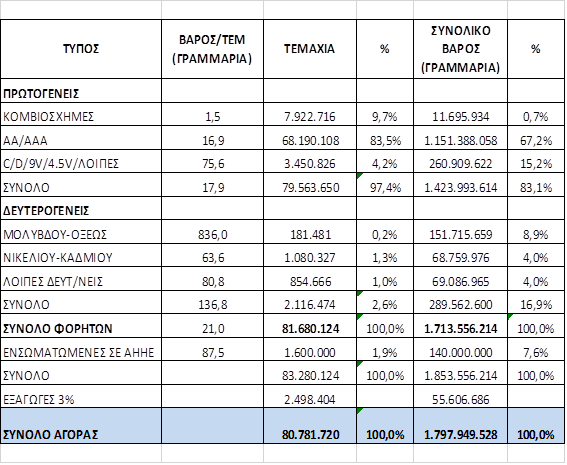 ΤΥΠΟΣ ΒΑΡΟΣ/ΤΕΜ (ΓΡΑΜΜΑΡΙΑ) ΤΕΜΑΧΙΑ % ΣΥΝΟΛΙΚΟ ΒΑΡΟΣ (ΓΡΑΜΜΑΡΙΑ) %
ΠΡΩΤΟΓΕΝΕΙΣ
ΚΟΜΒΙΟΣΧΗΜΕΣ 1,5 7.922.716 9,7% 11.695.934 0,7%
ΑΑ/ΑΑΑ 16,9 68.190.108 83,5% 1.151.388.058 67,2%
C/D/9V/4.5V/ΛΟΙΠΕΣ 75,6 3.450.826 4,2% 260.909.622 15,2%
ΣΥΝΟΛΟ 17,9 79.563.650 97,4% 1.423.993.614 83,1%
ΔΕΥΤΕΡΟΓΕΝΕΙΣ
ΜΟΛΥΒΔΟΥ-ΟΞΕΩΣ 836,0 181.481 0,2% 151.715.659 8,9%
ΝΙΚΕΛΙΟΥ-ΚΑΔΜΙΟΥ 63,6 1.080.327 1,3% 68.759.976 4,0%
ΛΟΙΠΕΣ ΔΕΥΤ/ΝΕΙΣ 80,8 854.666 1,0% 69.086.965 4,0%
ΣΥΝΟΛΟ 136,8 2.116.474 2,6% 289.562.600 16,9%
ΣΥΝΟΛΟ ΦΟΡΗΤΩΝ 21,0 81.680.124 100,0% 1.713.556.214 100,0%
ΕΝΣΩΜΑΤΩΜΕΝΕΣ ΣΕ ΑΗΗΕ 87,5 1.600.000 1,9% 140.000.000 7,6%
ΣΥΝΟΛΟ 83.280.124 100,0% 1.853.556.214 100,0%
ΕΞΑΓΩΓΕΣ 3% 2.498.404 55.606.686
ΣΥΝΟΛΟ ΑΓΟΡΑΣ 80.781.720 100,0% 1.797.949.528 100,0%